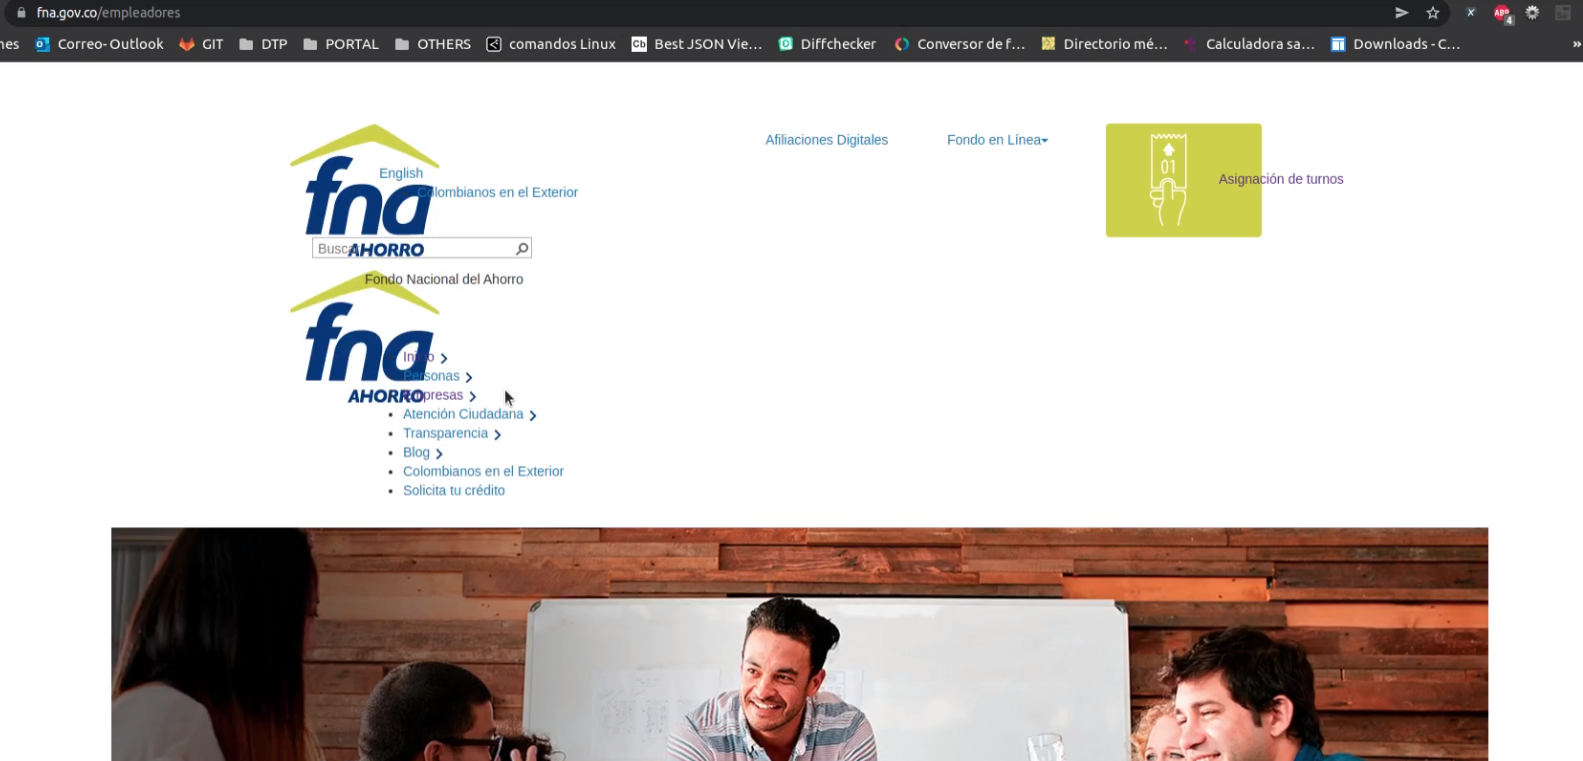 fna.gov.co/empleadores
4
nes Correo- Outlook GIT DTP PORTAL OTHERS comandos Linux Best JSON Vie... Diffchecker Conversor de f... Directorio mé... Calculadora sa... Downloads - C... »
Afiliaciones Digitales Fondo en Línea
01
Asignación de turnos
English
Colombianos en el Exterior
fna
AHORRO
Fondo Nacional del Ahorro
fna
Inicio
Personas
Empresas
AHORRO
Atención Ciudadana
Transparencia
Blog
Colombianos en el Exterior
Solicita tu crédito